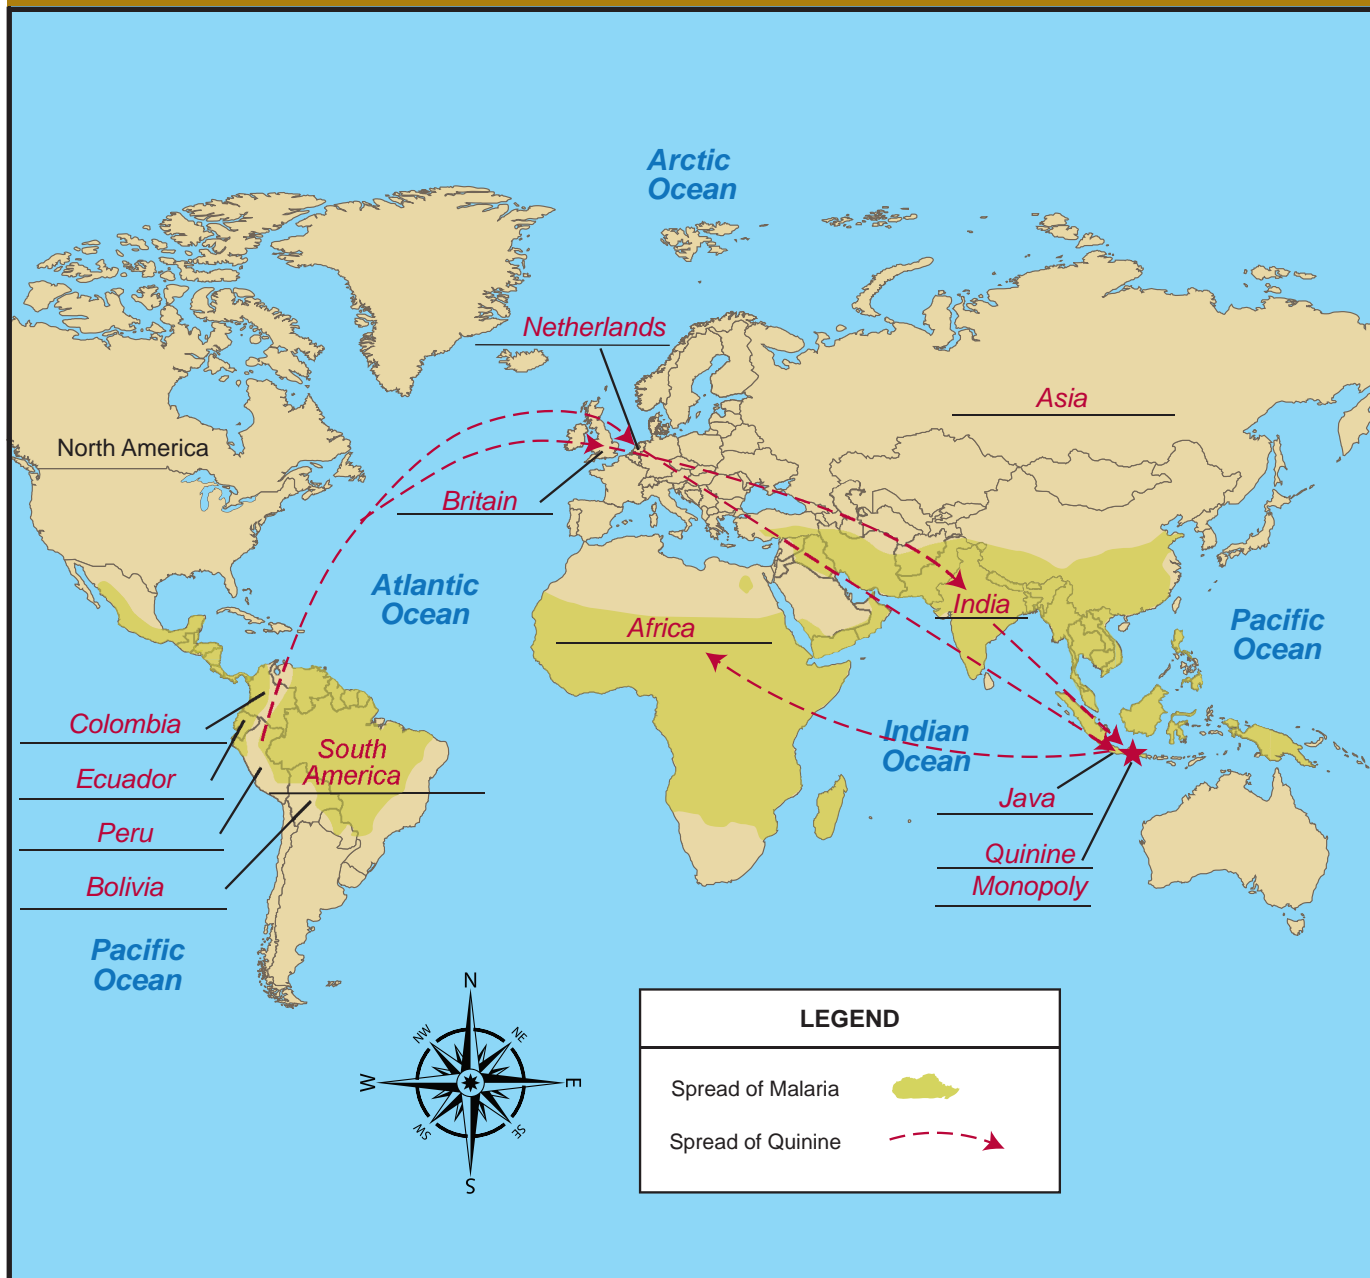 Arctic
Ocean
Netherlands
Asia
North America
Britain
Atlantic
Ocean
India
Africa
Pacific
Ocean
Colombia
Indian
Ocean
South
America
Ecuador
Java
Peru
Quinine
Monopoly
Bolivia
Pacific
Ocean
N
NW
NE
W
E
SW
SE
S
LEGEND
Spread of Malaria
Spread of Quinine